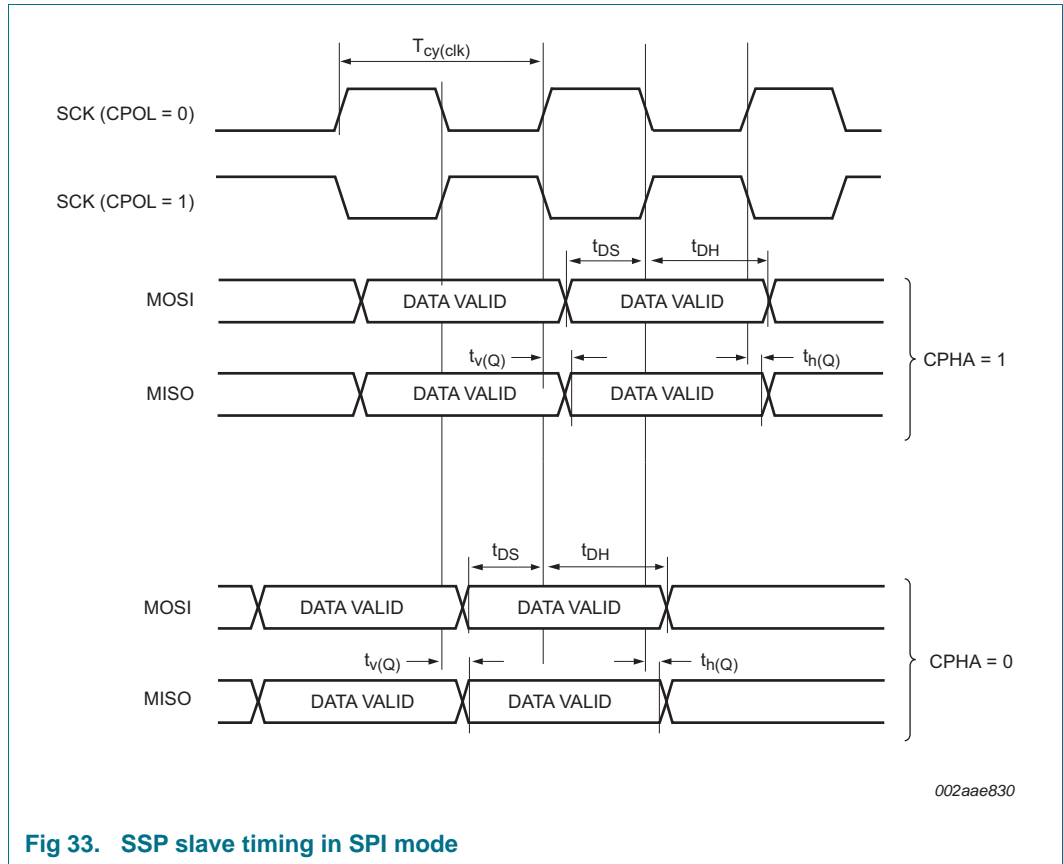 Tcy(clk)
SCK (CPOL = 0)
SCK (CPOL = 1)
tDS tDH
MOSI DATA VALID DATA VALID
tv(Q) th(Q)
CPHA = 1
MISO DATA VALID DATA VALID
tDS tDH
MOSI DATA VALID DATA VALID
tv(Q) th(Q)
CPHA = 0
MISO DATA VALID DATA VALID
002aae830
Fig 33. SSP slave timing in SPI mode